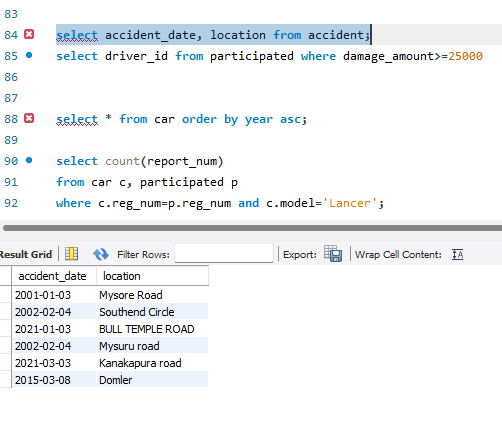 83
84 select accident_date, location from accident;
85 select driver_id from participated where damage_amount>=25000
86
87
88 select * from car order by year asc;
89
90 select count(report_num)
91 from car c, participated p
92 where c.reg_num=p.reg_num and c.model='Lancer';
Result Grid Filter Rows: Export: Wrap Cell Content:
accident_date location
2001-01-03 Mysore Road
2002-02-04 Southend Circle
2021-01-03 BULL TEMPLE ROAD
2002-02-04 Mysuru road
2021-03-03 Kanakapura road
2015-03-08 Domler